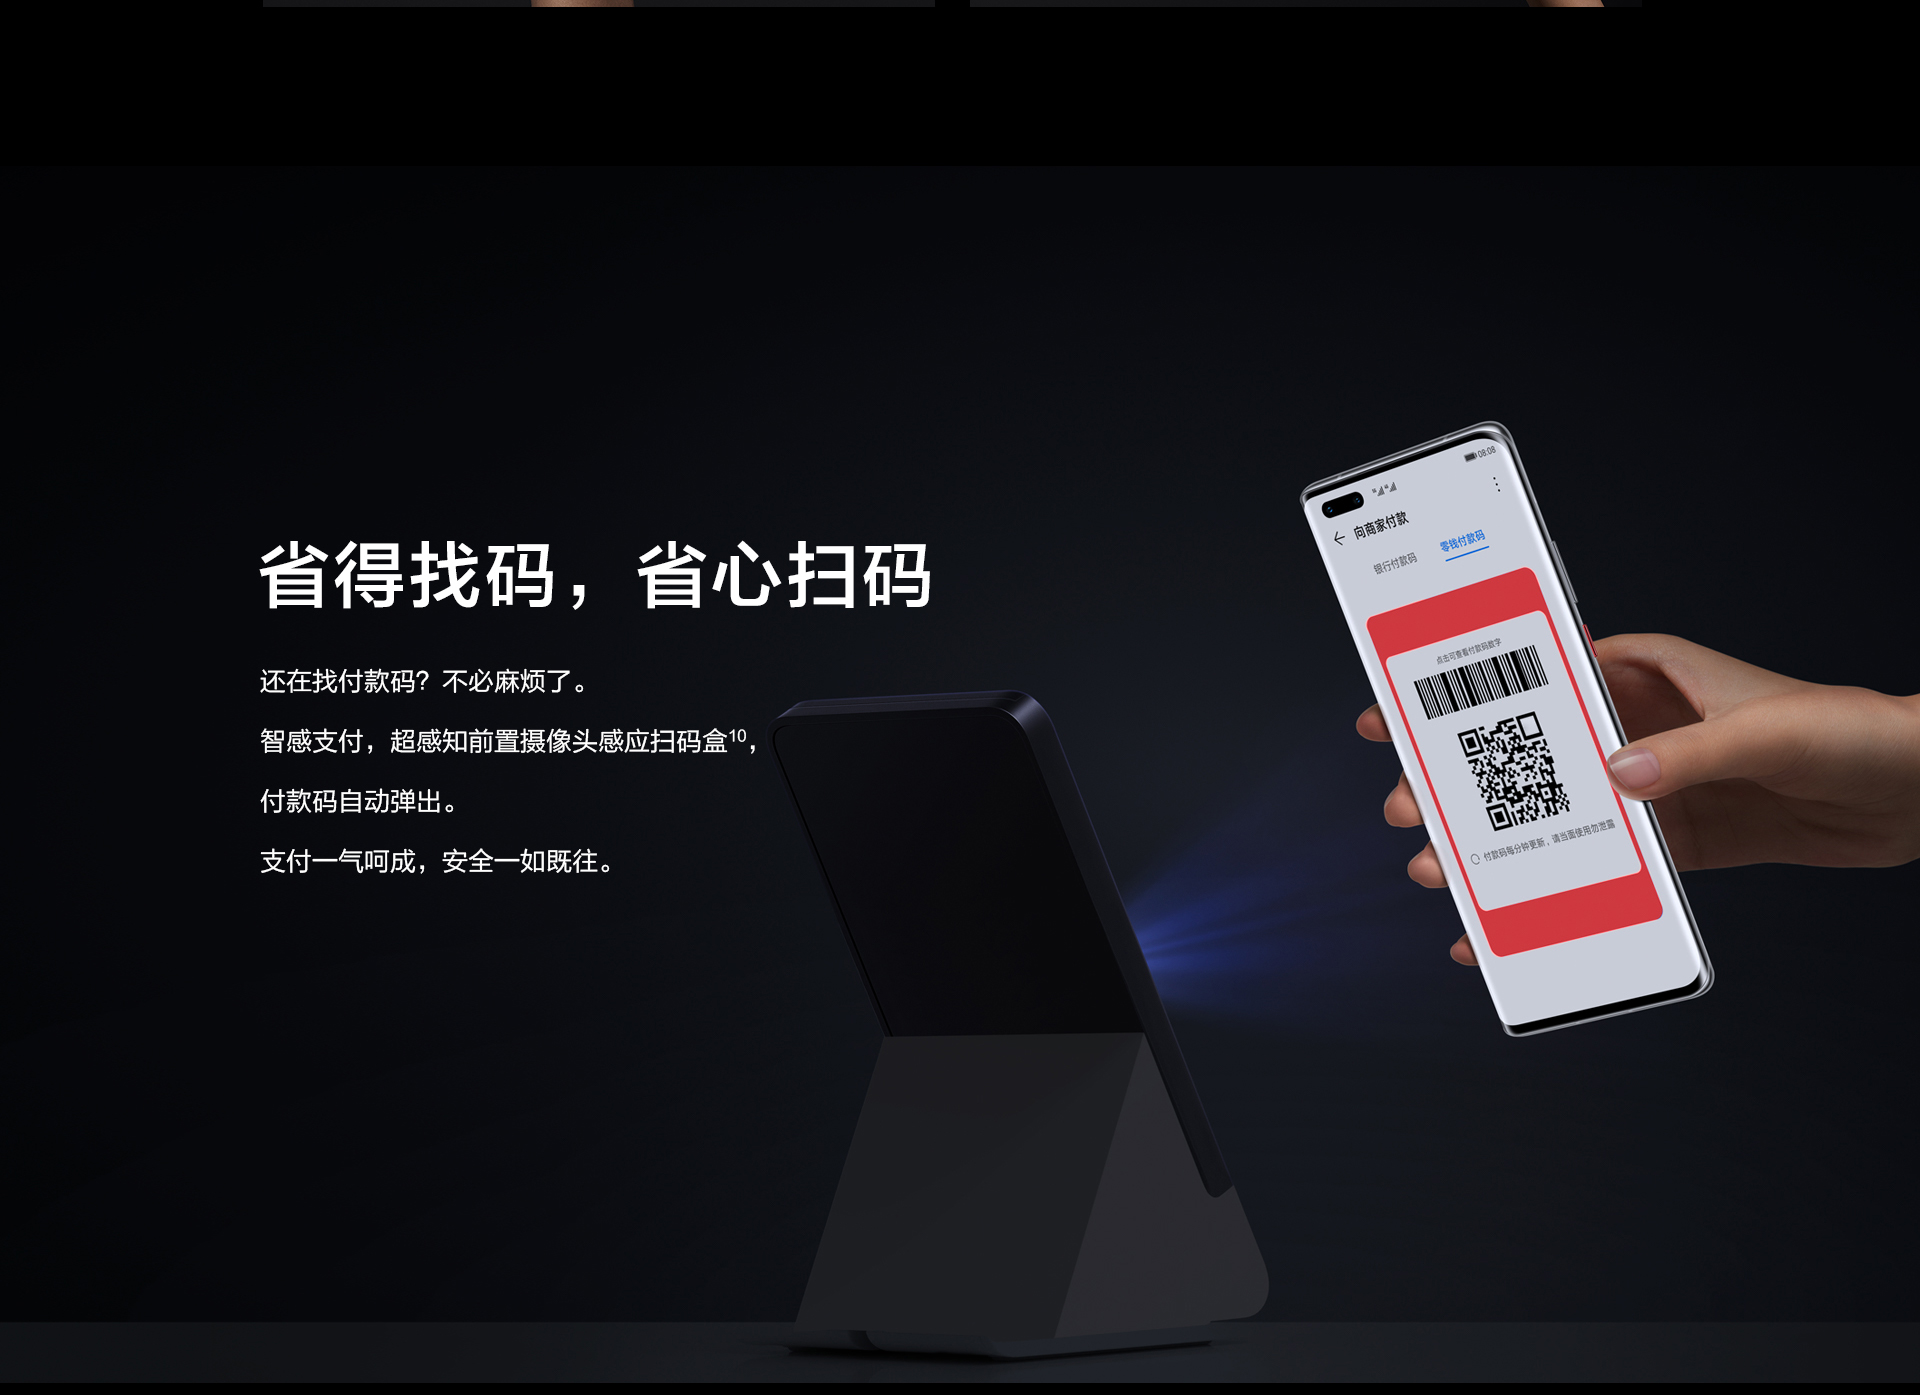 省得找码，省心扫码
还在找付款码？不必麻烦了。
智感支付，超感知前置摄像头感应扫码盒10，
付款码自动弹出。
支付一气呵成，安全一如既往。
08:08
向商家付款
银行付款码 零钱付款码
点击可查看付款码数字
付款码每分钟更新，请当面使用勿泄露